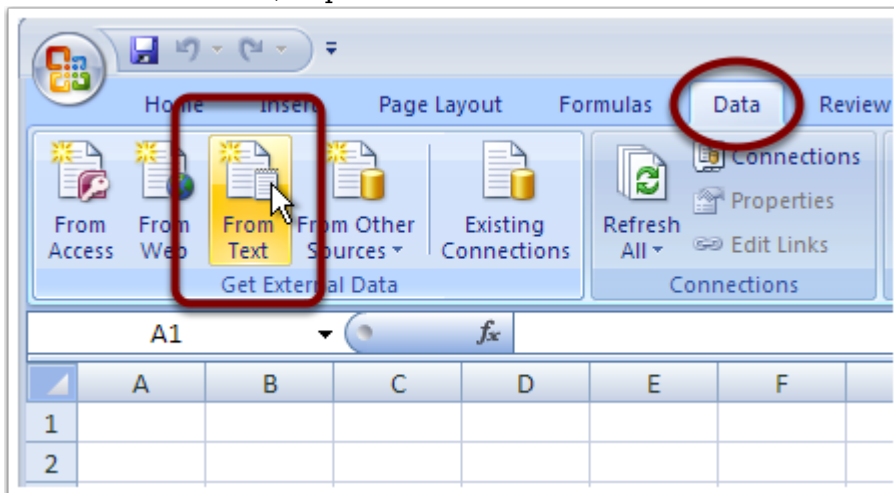 Home Insert Page Layout Formulas Data Review
From Access
From Web
From Text
From Other Sources
Existing Connections
Refresh All
Connections
Properties
Edit Links
Get External Data
Connections
A1 fx
A B C D E F
1
2